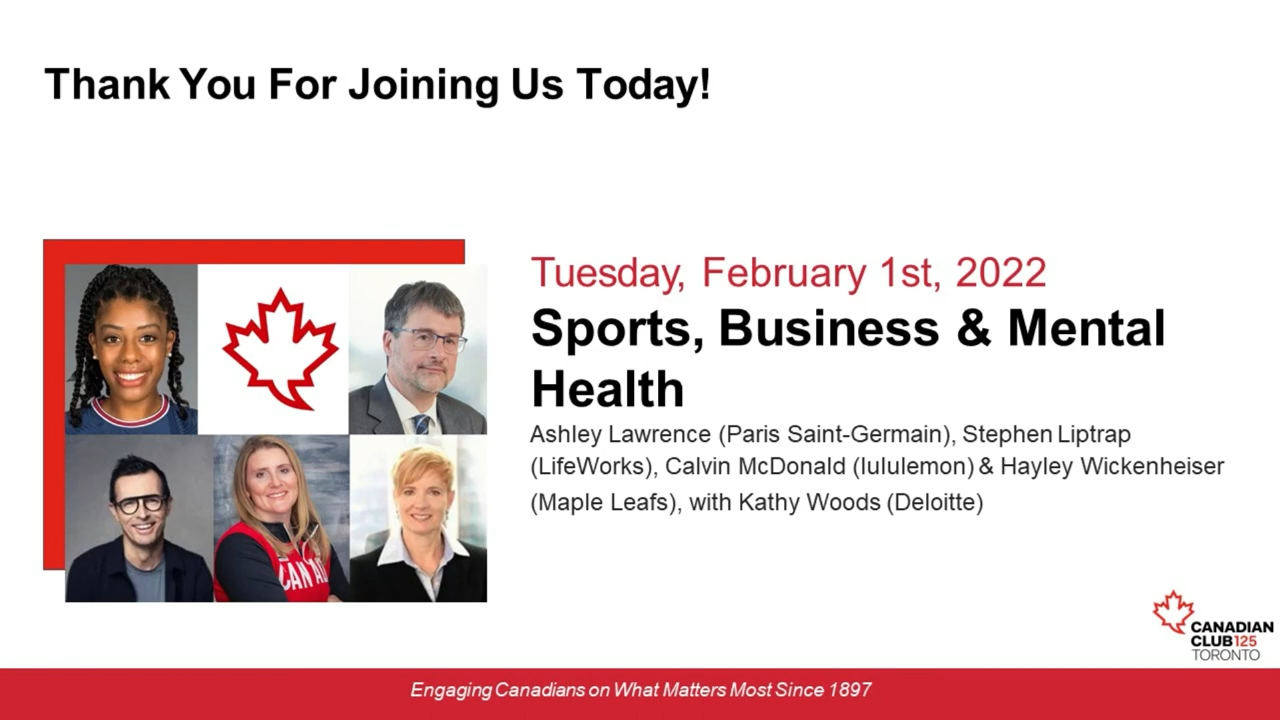 Thank You For Joining Us Today!
Tuesday, February 1st, 2022
Sports, Business & Mental
Health
Ashley Lawrence (Paris Saint-Germain), Stephen Liptrap
(LifeWorks), Calvin McDonald (lululemon) & Hayley Wickenheiser
(Maple Leafs), with Kathy Woods (Deloitte)
CANAD
CANADIAN
CLUB125
TORONTO
Engaging Canadians on What Matters Most Since 1897